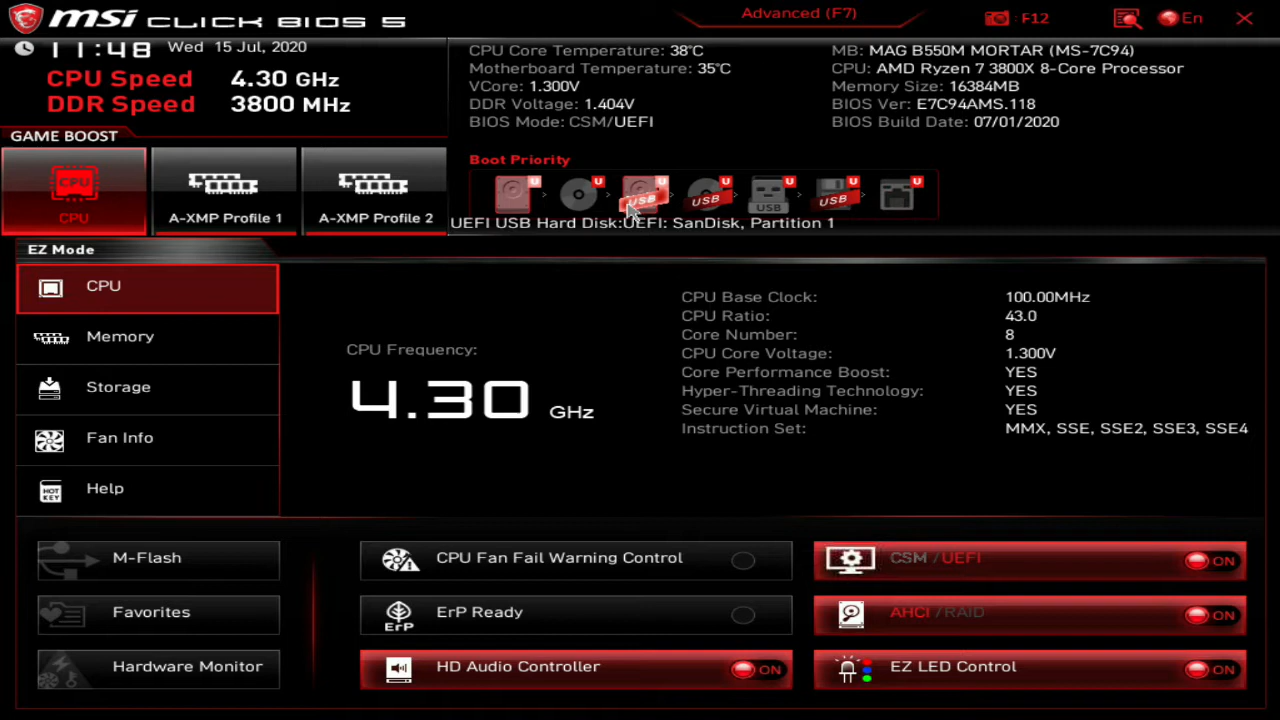 msi CLICK BIOS 5
Advanced (F7)
: F12
En
11:48 Wed 15 Jul, 2020
CPU Speed 4.30 GHz
DDR Speed 3800 MHz
CPU Core Temperature: 38°C
Motherboard Temperature: 35°C
VCore: 1.300V
DDR Voltage: 1.404V
BIOS Mode: CSM/UEFI
MB: MAG B550M MORTAR (MS-7C94)
CPU: AMD Ryzen 7 3800X 8-Core Processor
Memory Size: 16384MB
BIOS Ver: E7C94AMS.118
BIOS Build Date: 07/01/2020
GAME BOOST
CPU
CPU
A-XMP Profile 1
A-XMP Profile 2
Boot Priority
U U U U U U U
USB USB USB USB
UEFI USB Hard Disk:UEFI: SanDisk, Partition 1
EZ Mode
CPU
Memory
Storage
Fan Info
HOT KEY
Help
CPU Frequency:
4.30 GHz
CPU Base Clock: 100.00MHz
CPU Ratio: 43.0
Core Number: 8
CPU Core Voltage: 1.300V
Core Performance Boost: YES
Hyper-Threading Technology: YES
Secure Virtual Machine: YES
Instruction Set: MMX, SSE, SSE2, SSE3, SSE4
M-Flash
Favorites
Hardware Monitor
CPU Fan Fail Warning Control
ErP
ErP Ready
HD Audio Controller ON
CSM /UEFI ON
AHCI /RAID ON
EZ LED Control ON